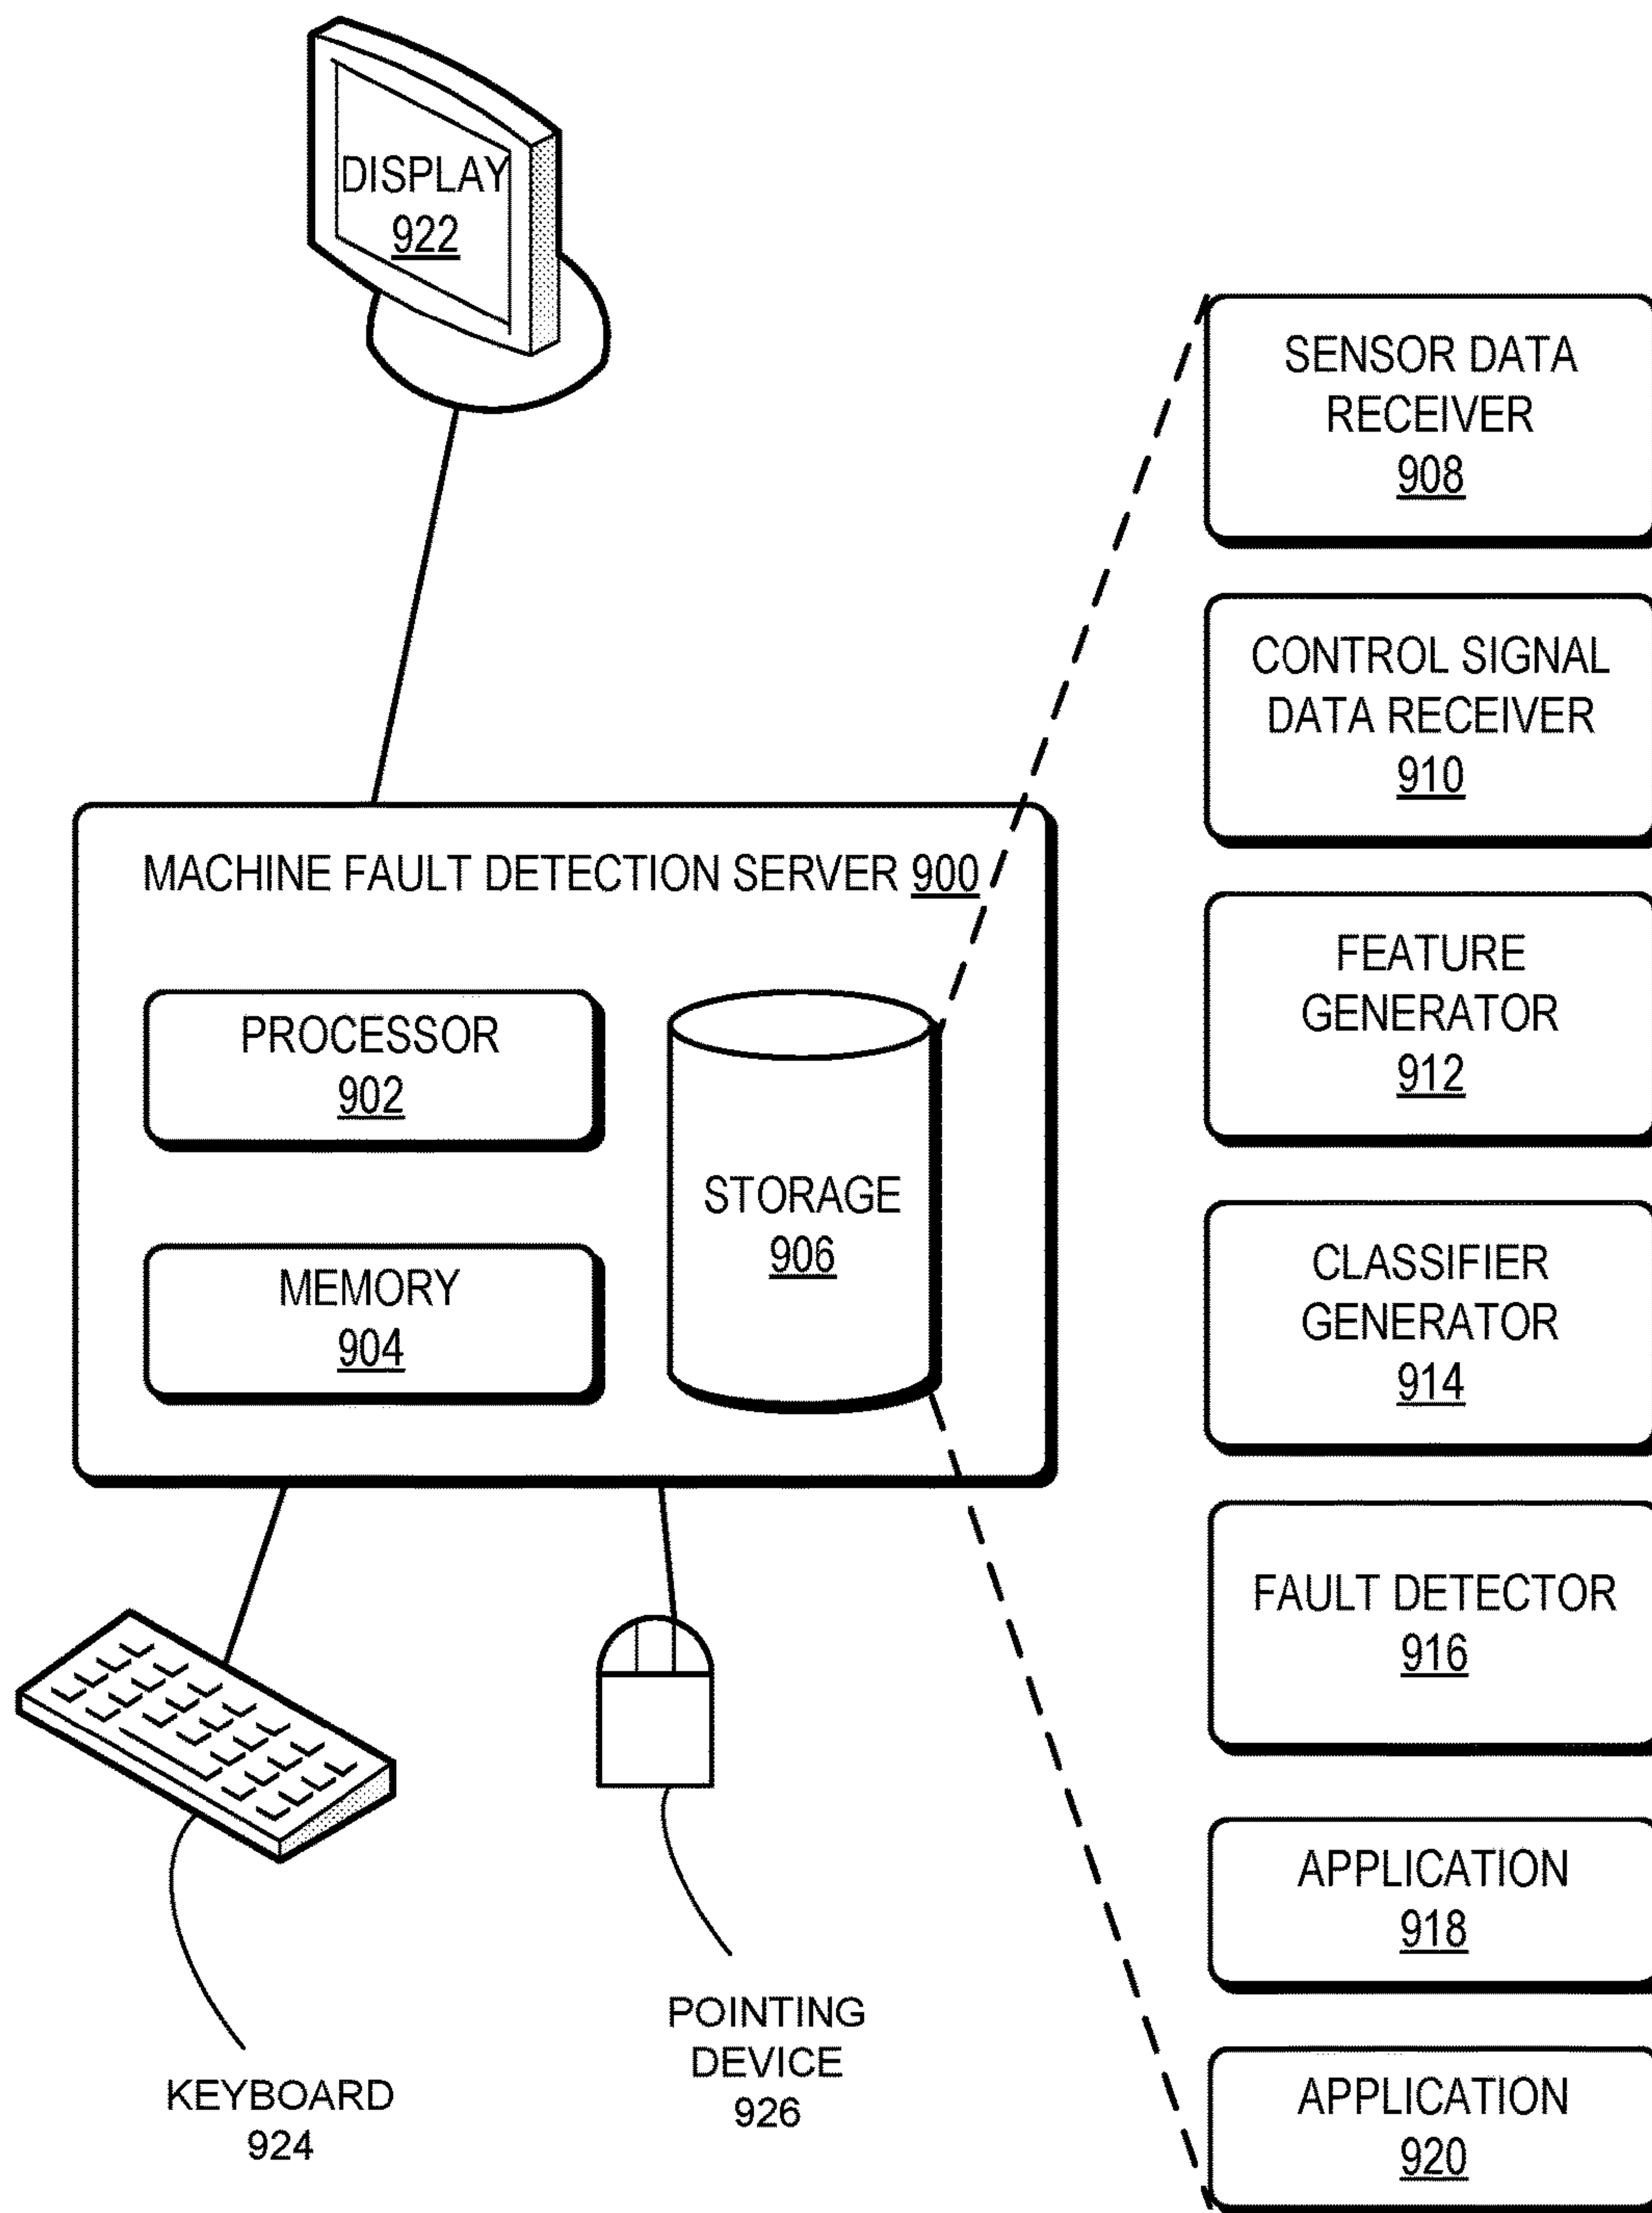 DISPLAY
922
MACHINE FAULT DETECTION SERVER 900
PROCESSOR
902
MEMORY
904
STORAGE
906
KEYBOARD
924
POINTING
DEVICE
926
SENSOR DATA
RECEIVER
908
CONTROL SIGNAL
DATA RECEIVER
910
FEATURE
GENERATOR
912
CLASSIFIER
GENERATOR
914
FAULT DETECTOR
916
APPLICATION
918
APPLICATION
920